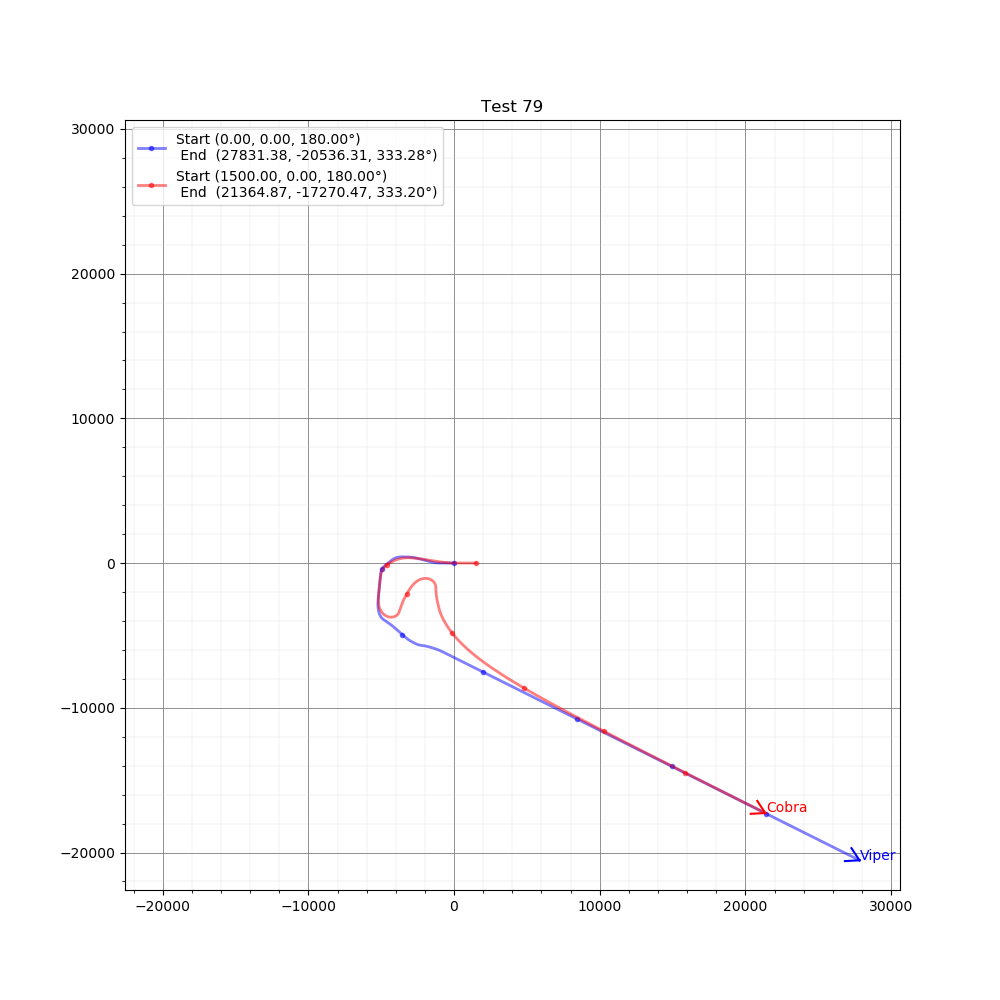 Test 79
Start (0.00, 0.00, 180.00°)
End  (27831.38, -20536.31, 333.28°)
Start (1500.00, 0.00, 180.00°)
End  (21364.87, -17270.47, 333.20°)
30000
20000
10000
0
−10000
−20000
Cobra
Viper
−20000
−10000
0
10000
20000
30000